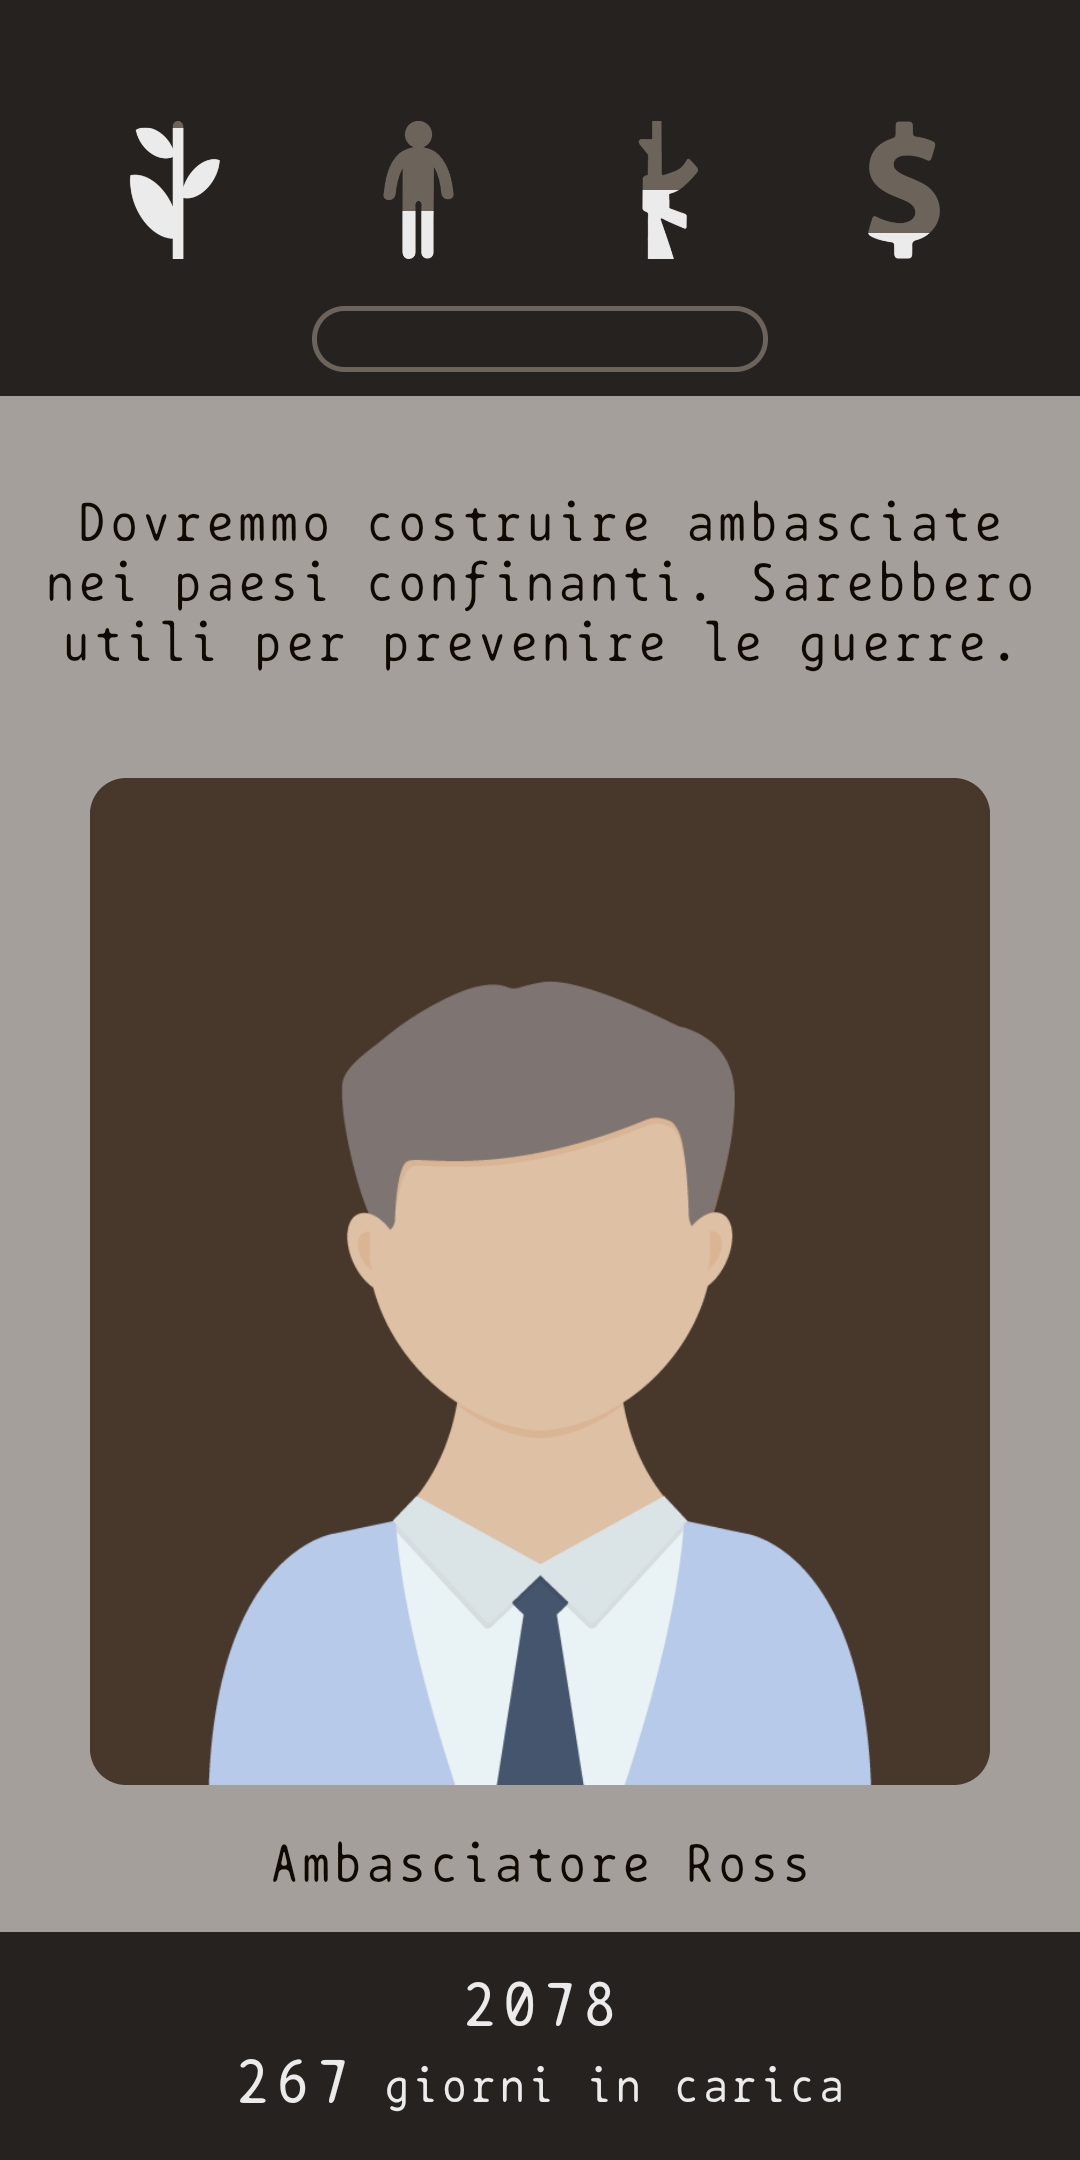 Dovremmo costruire ambasciate
nei paesi confinanti. Sarebbero
utili per prevenire le guerre.
Ambasciatore Ross
2078
267 giorni in carica